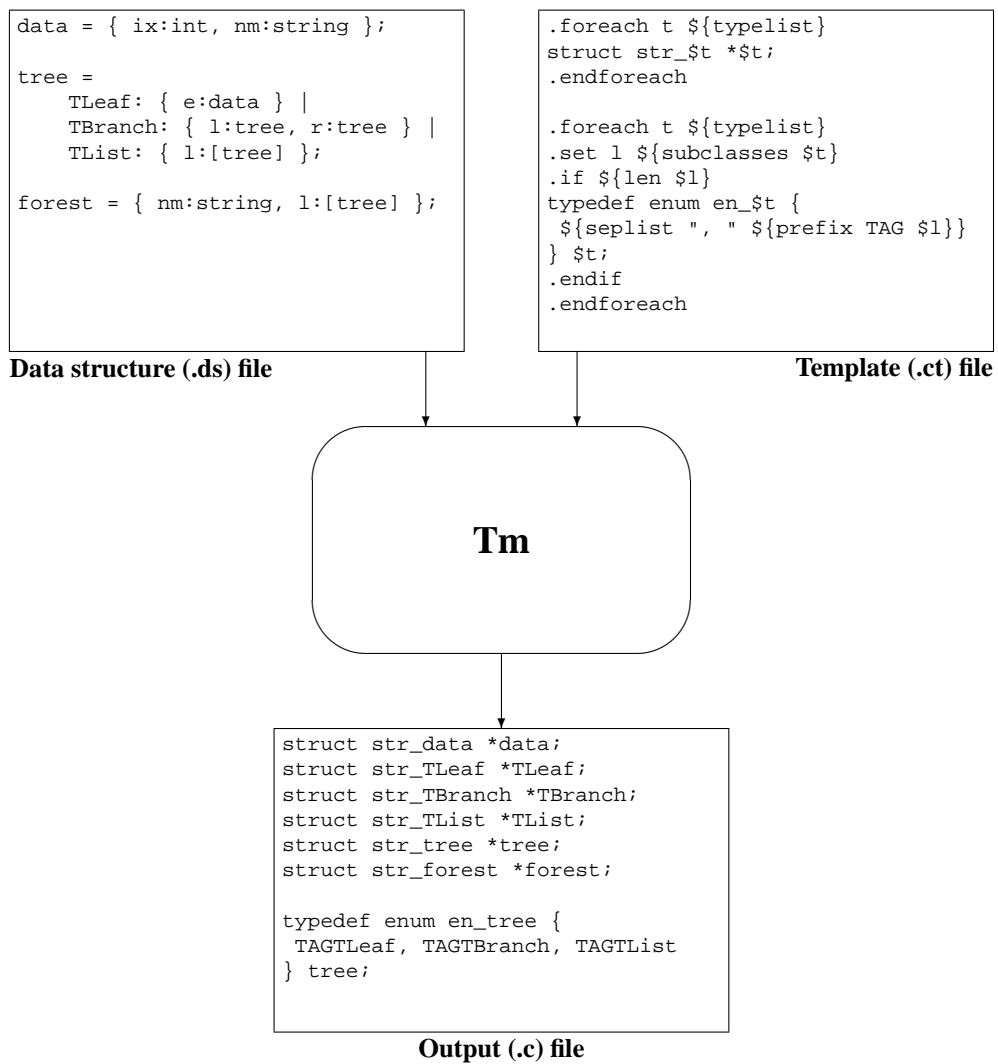 data = { ix:int, nm:string };
tree =
TLeaf: { e:data } |
TBranch: { l:tree, r:tree } |
TList: { l:[tree] };
forest = { nm:string, l:[tree] };
Data structure (.ds) file
.foreach t ${typelist}
struct str_$t *$t;
.endforeach
.foreach t ${typelist}
.set l ${subclasses $t}
.if ${len $l}
typedef enum en_$t {
${seplist ", " ${prefix TAG $l}}
} $t;
.endif
.endforeach
Template (.ct) file
Tm
struct str_data *data;
struct str_TLeaf *TLeaf;
struct str_TBranch *TBranch;
struct str_TList *TList;
struct str_tree *tree;
struct str_forest *forest;
typedef enum en_tree {
TAGTLeaf, TAGTBranch, TAGTList
} tree;
Output (.c) file